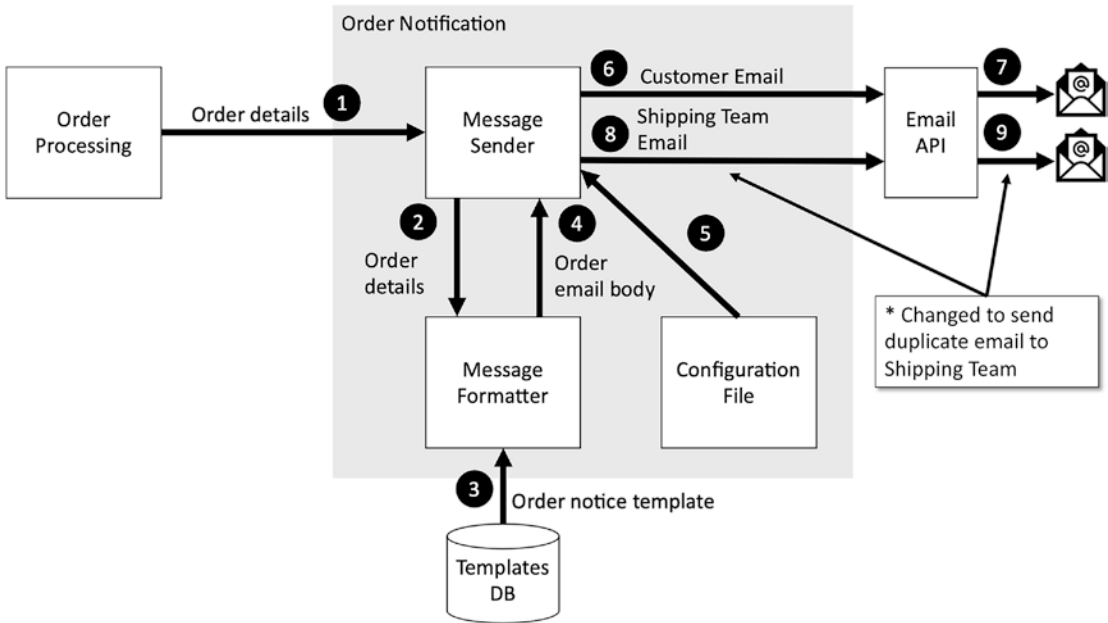 Order Notification
Order
Processing
Order details
1
Message
Sender
6
Customer Email
8
Shipping Team
Email
Email
API
7
@
9
@
2
Order
details
4
Order
email body
5
* Changed to send
duplicate email to
Shipping Team
Message
Formatter
Configuration
File
3
Order notice template
Templates
DB